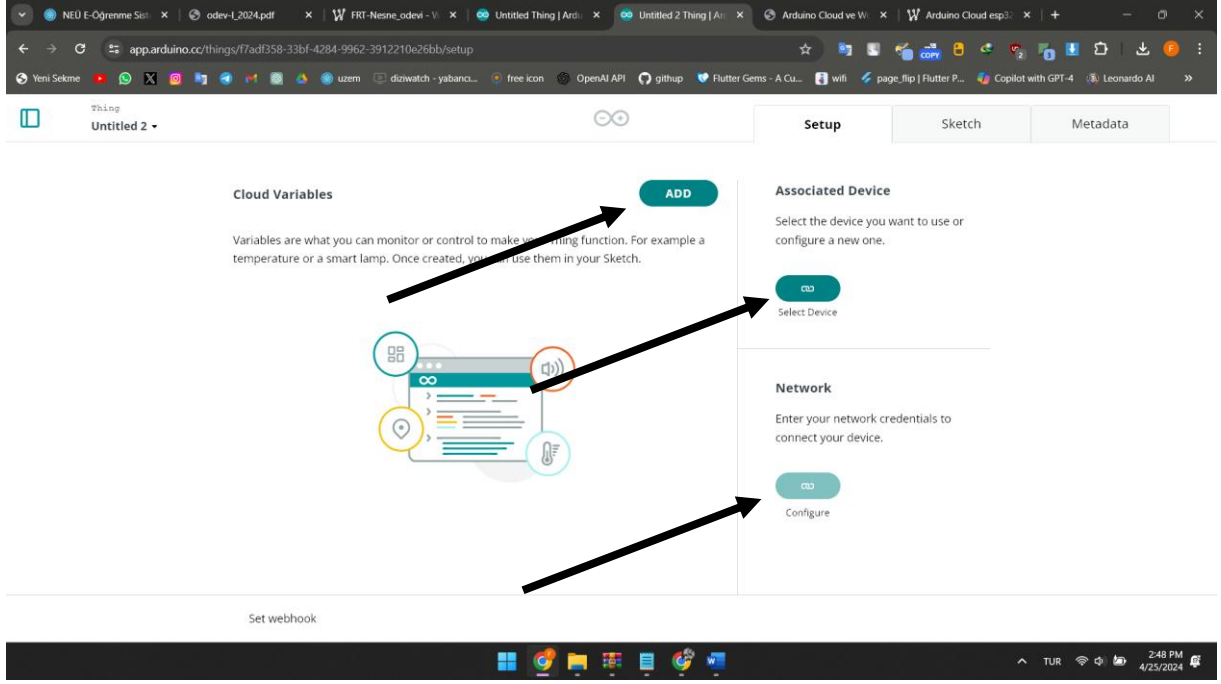 NEÜ E-Öğrenme Sist
odev-I_2024.pdf
FRT-Nesne_odevi - W
Untitled Thing | Ardu
Untitled 2 Thing | Ard
Arduino Cloud ve W
Arduino Cloud esp32
app.arduino.cc/things/f7adf358-33bf-4284-9962-3912210e26bb/setup
Yeni Sekme
uzem
diziwatch - yabancı...
free icon
OpenAI API
githup
Flutter Gems - A Cu...
wifi
page_flip | Flutter P...
Copilot with GPT-4
Leonardo AI
Thing
Untitled 2
Setup
Sketch
Metadata
Cloud Variables
ADD
Variables are what you can monitor or control to make Thing function. For example a
temperature or a smart lamp. Once created, you can use them in your Sketch.
Associated Device
Select the device you want to use or
configure a new one.
Select Device
Network
Enter your network credentials to
connect your device.
Configure
Set webhook
TUR
2:48 PM
4/25/2024